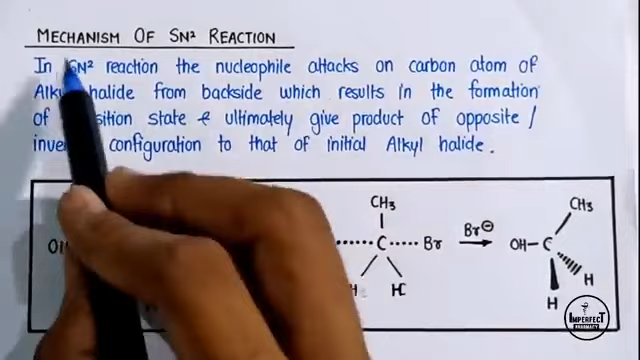 MECHANISM OF SN² REACTION
In SN² reaction the nucleophile attacks on carbon atom of
halide from backside which results in the formation
of state & ultimately give product of opposite /
configuration to that of initial Alkyl halide.
CH₃
CH₃
C Br
Br⊖
OH C
H
H
H
IMPERFECT
PHARMACY